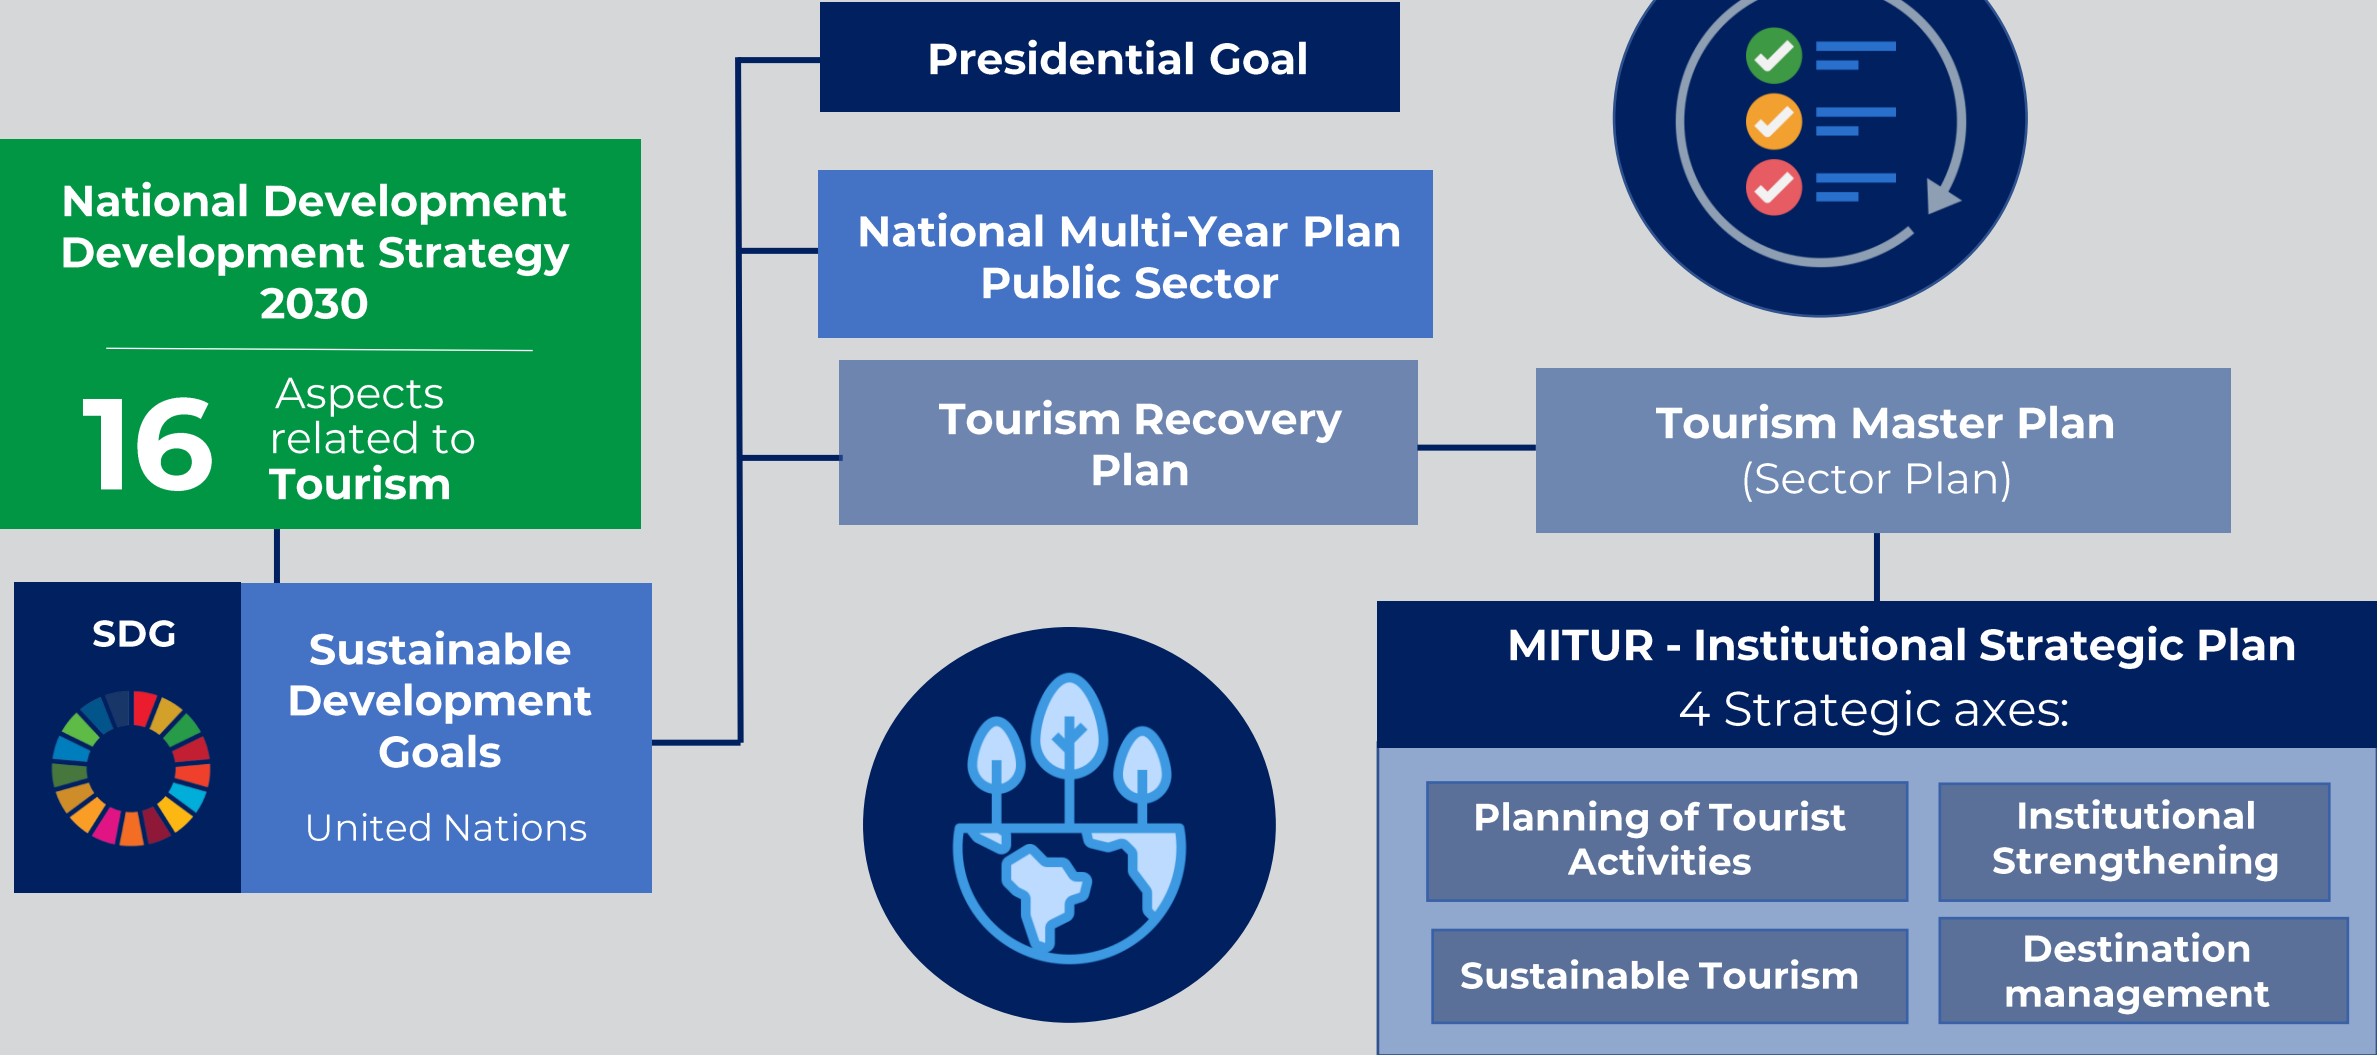 Presidential Goal
National Development
Development Strategy
2030
16
Aspects
related to
Tourism
National Multi-Year Plan
Public Sector
Tourism Recovery
Plan
Tourism Master Plan
(Sector Plan)
SDG
Sustainable
Development
Goals
United Nations
MITUR - Institutional Strategic Plan
4 Strategic axes:
Planning of Tourist
Activities
Institutional
Strengthening
Sustainable Tourism
Destination
management